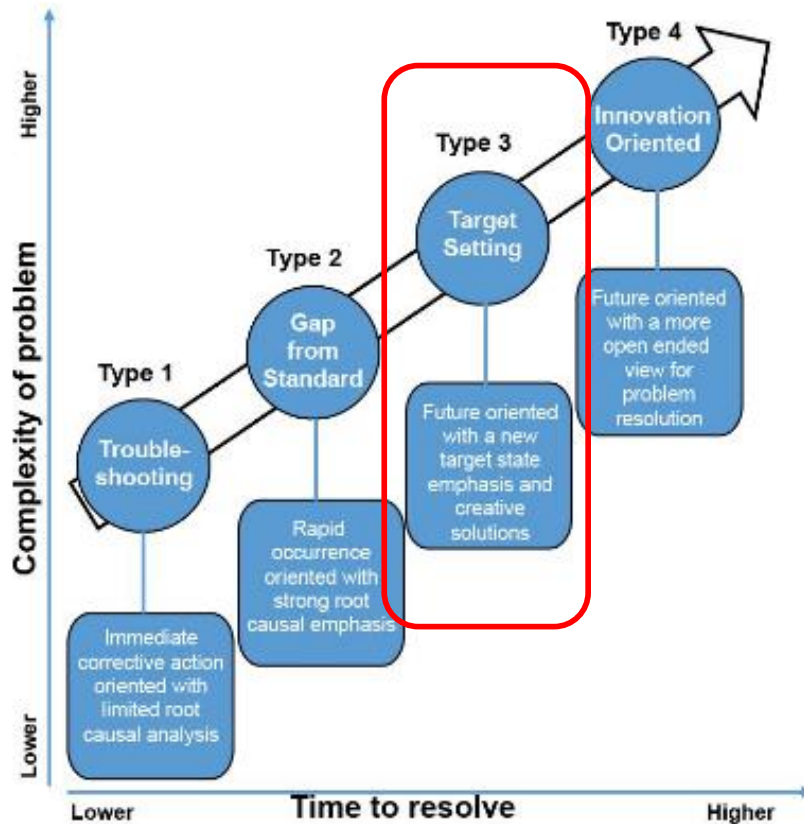 Type 4
Higher
Innovation
Oriented
Type 3
Target
Setting
Type 2
Gap
from
Standard
Future oriented
with a more
open ended
view for
problem
resolution
Type 1
Trouble-
shooting
Future oriented
with a new
target state
emphasis and
creative
solutions
Complexity of problem
Rapid
occurrence
oriented with
strong root
causal emphasis
Immediate
corrective action
oriented with
limited root
causal analysis
Lower
Lower
Time to resolve
Higher